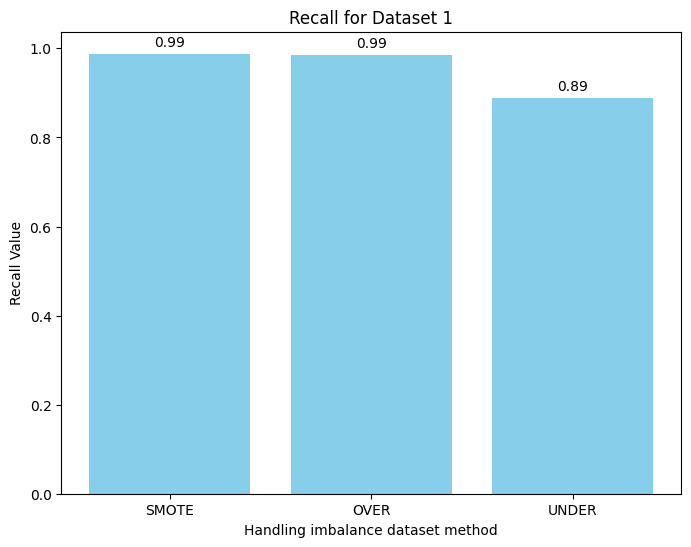 Recall for Dataset 1
0.99
0.99
0.89
1.0
0.8
0.6
0.4
0.2
0.0
Recall Value
SMOTE
OVER
UNDER
Handling imbalance dataset method